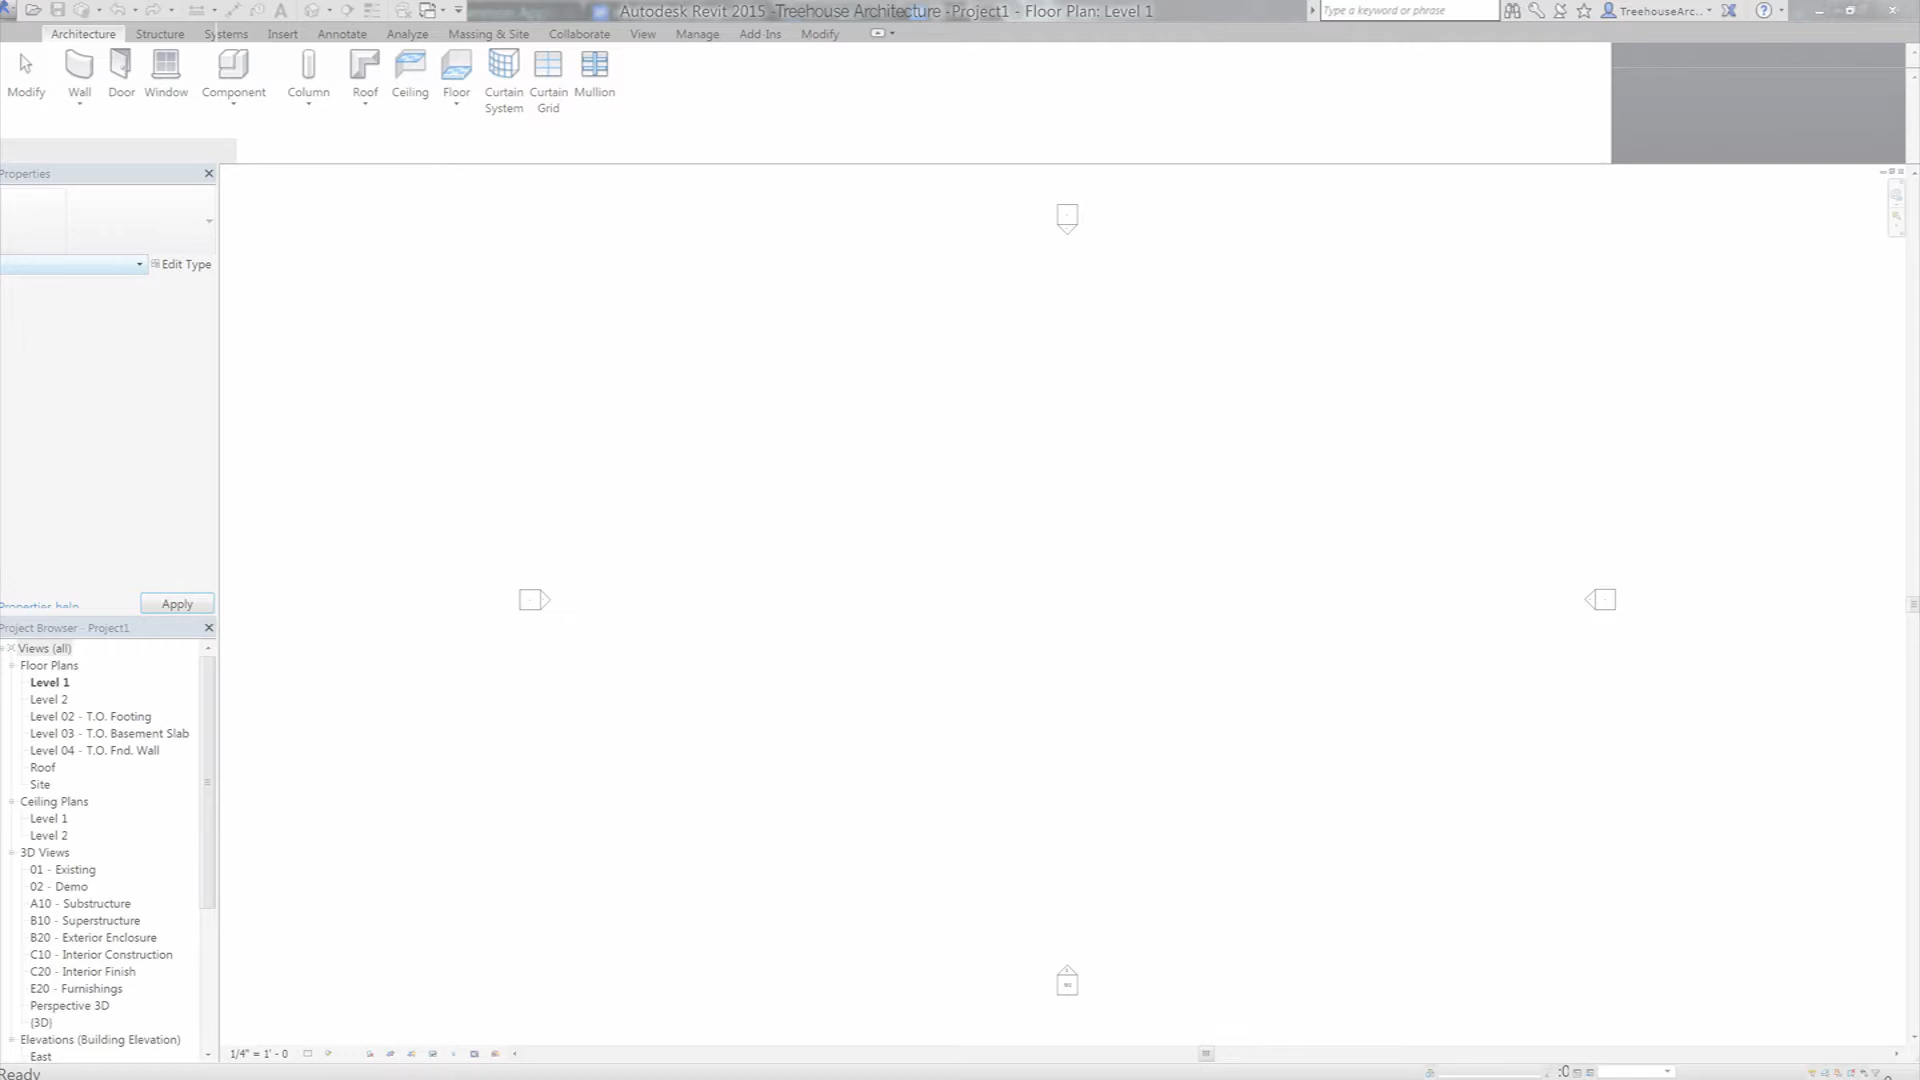 Autodesk Revit 2015 -Treehouse Architecture -Project1 - Floor Plan: Level 1
Type a keyword or phrase
TreehouseArc...
Architecture Structure Systems Insert Annotate Analyze Massing & Site Collaborate View Manage Add-Ins Modify
Modify Wall Door Window Component Column Roof Ceiling Floor Curtain System Curtain Grid Mullion
Properties
Edit Type
Properties help
Apply
Project Browser - Project1
Views (all)
Floor Plans
Level 1
Level 2
Level 02 - T.O. Footing
Level 03 - T.O. Basement Slab
Level 04 - T.O. Fnd. Wall
Roof
Site
Ceiling Plans
Level 1
Level 2
3D Views
01 - Existing
02 - Demo
A10 - Substructure
B10 - Superstructure
B20 - Exterior Enclosure
C10 - Interior Construction
C20 - Interior Finish
E20 - Furnishings
Perspective 3D
{3D}
Elevations (Building Elevation)
East
1/4" = 1' - 0
Ready
:0